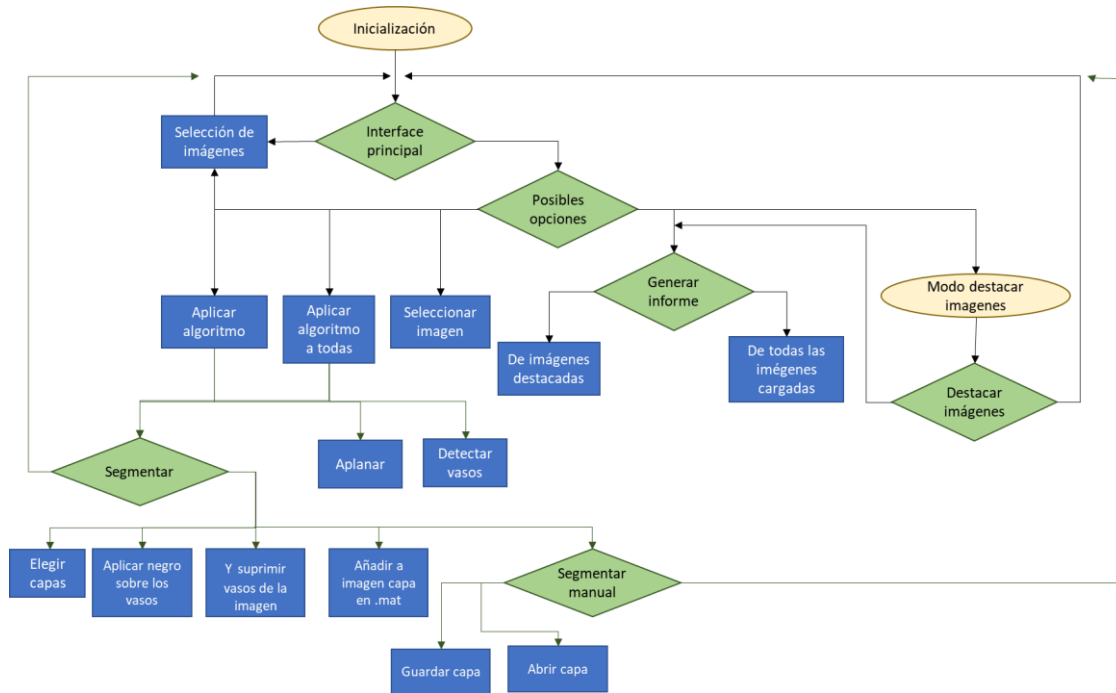 Inicialización
Selección de
imágenes
Interface
principal
Posibles
opciones
Aplicar
algoritmo
Aplicar
algoritmo
a todas
Seleccionar
imagen
Generar
informe
Modo destacar
imagenes
De imágenes
destacadas
De todas las
imégenes
cargadas
Destacar
imágenes
Segmentar
Aplanar
Detectar
vasos
Elegir
capas
Aplicar negro
sobre los
vasos
Y suprimir
vasos de la
imagen
Añadir a
imagen capa
en .mat
Segmentar
manual
Guardar capa
Abrir capa